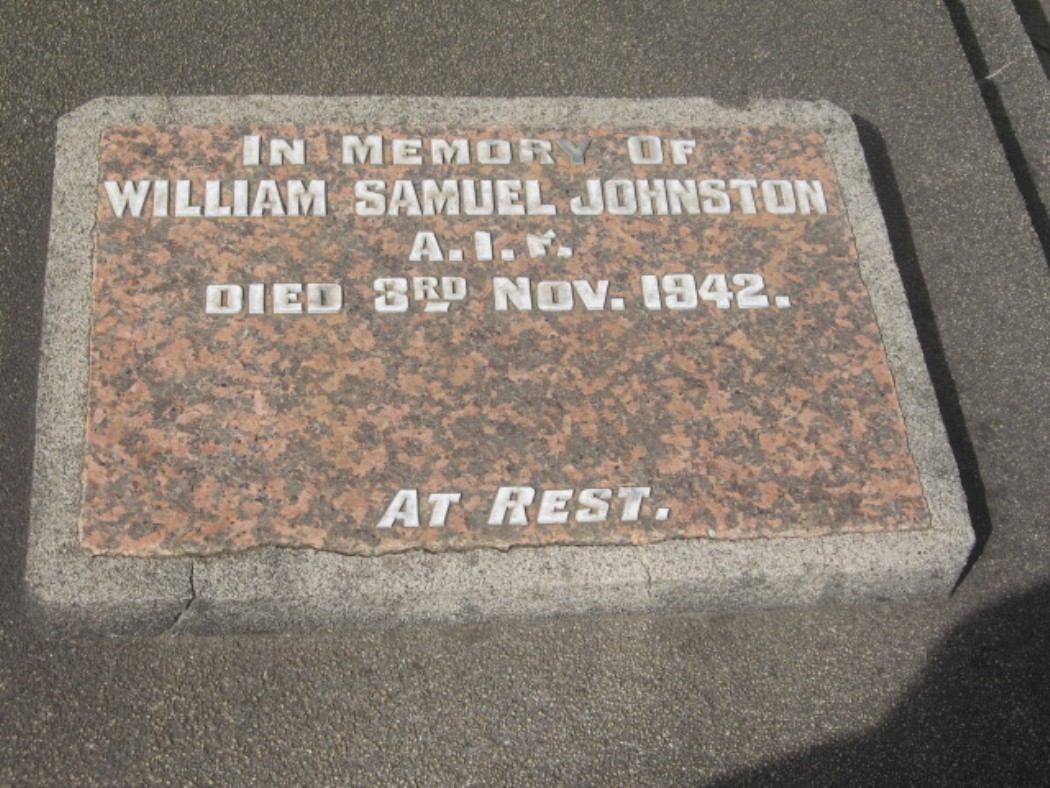 IN MEMORY OF
WILLIAM SAMUEL JOHNSTON
A.I.F.
DIED 3RD NOV. 1942.
AT REST.